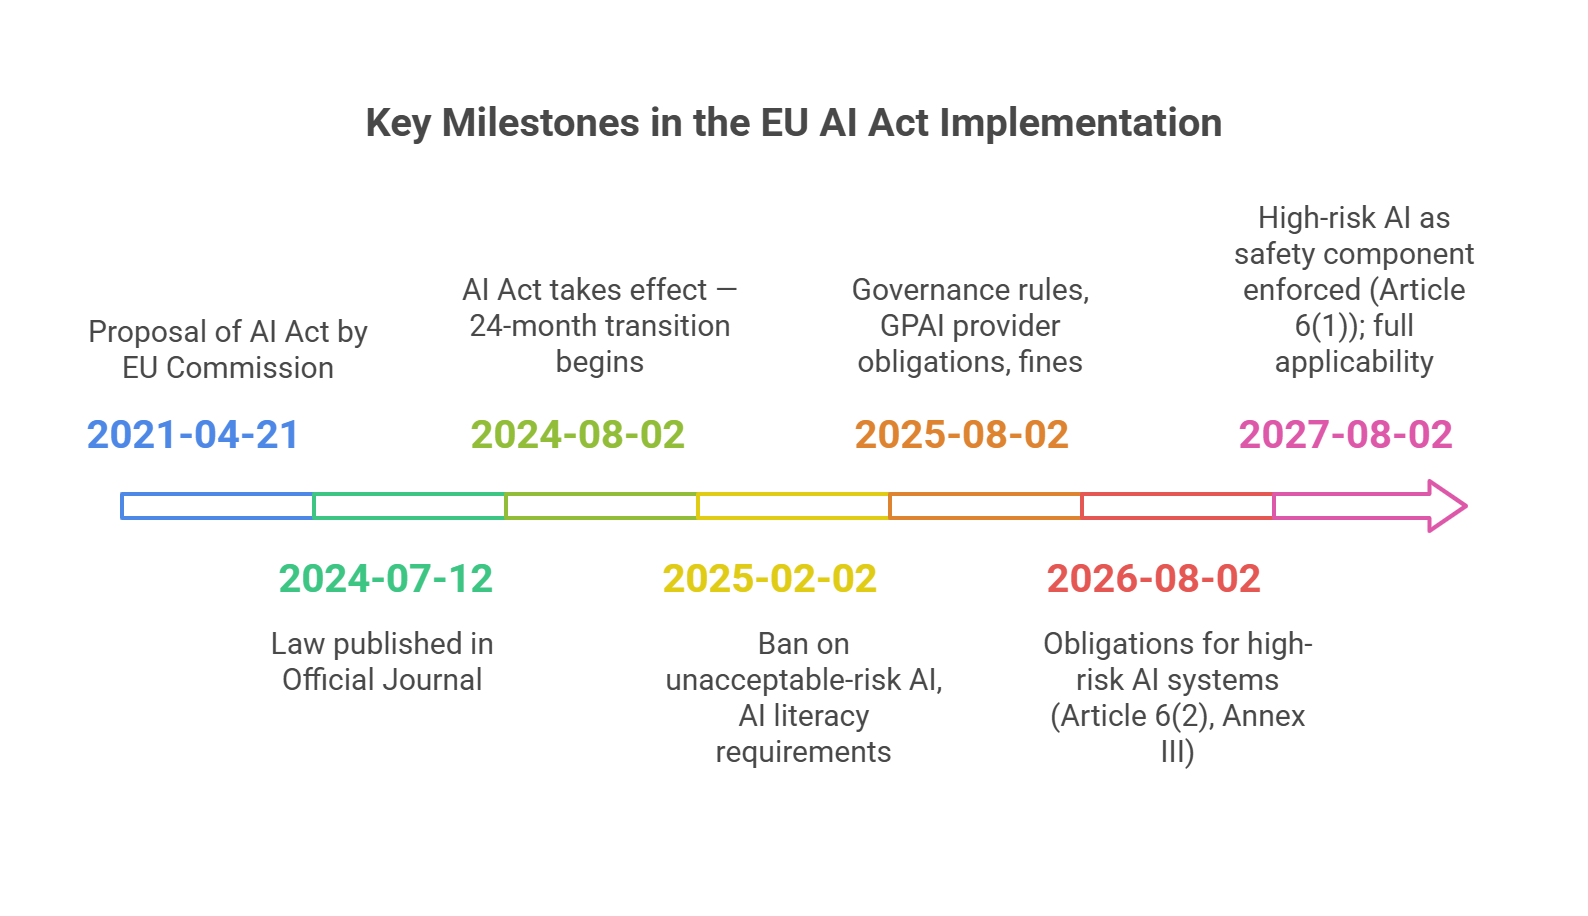 Key Milestones in the EU AI Act Implementation
Proposal of AI Act by
EU Commission
2021-04-21
2024-07-12
Law published in
Official Journal
AI Act takes effect —
24-month transition
begins
2024-08-02
2025-02-02
Ban on
unacceptable-risk AI,
AI literacy
requirements
Governance rules,
GPAI provider
obligations, fines
2025-08-02
2026-08-02
Obligations for high-
risk AI systems
(Article 6(2), Annex
III)
High-risk AI as
safety component
enforced (Article
6(1)); full
applicability
2027-08-02